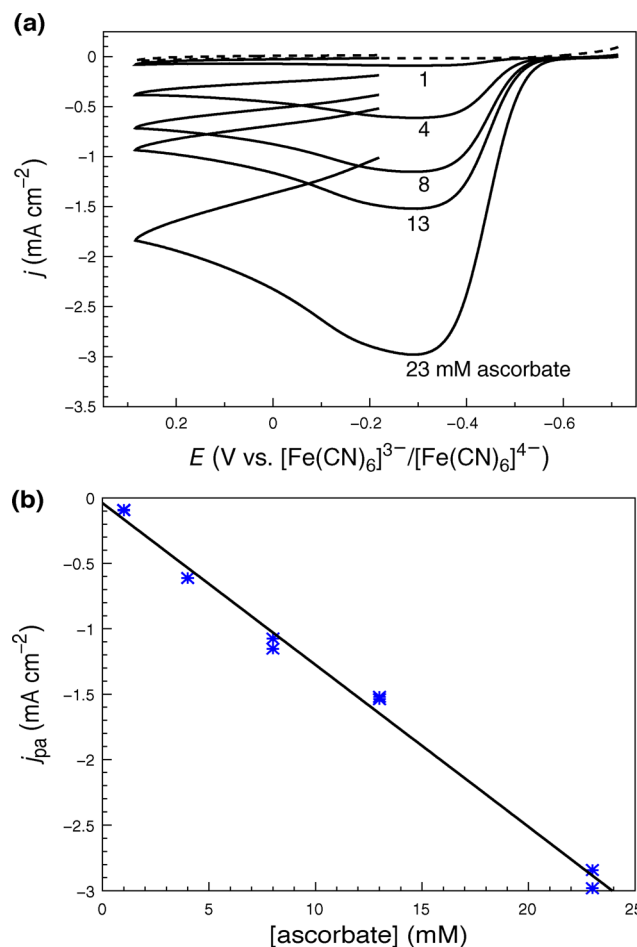 (a)
0
−0.5
−1
−1.5
−2
−2.5
−3
−3.5
j (mA cm−2)
1
4
8
13
23 mM ascorbate
0.2 0 −0.2 −0.4 −0.6
E (V vs. [Fe(CN)6]3−/[Fe(CN)6]4−)
(b)
0
−0.5
−1
−1.5
−2
−2.5
−3
jpa (mA cm−2)
0 5 10 15 20 25
[ascorbate] (mM)